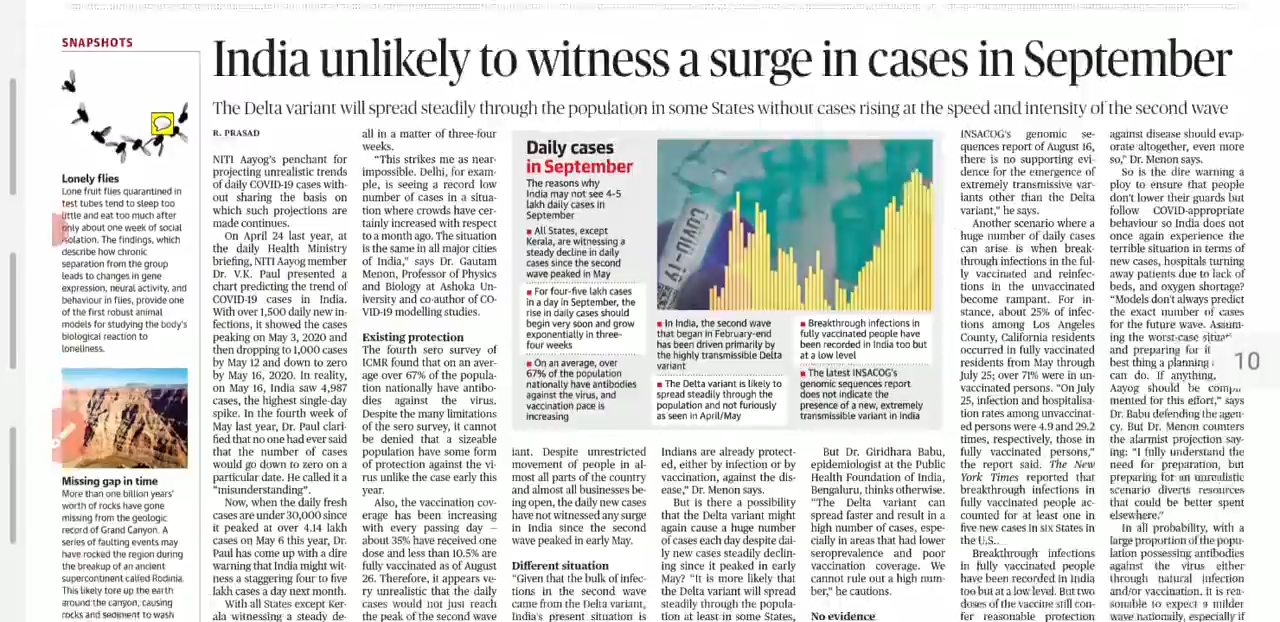 SNAPSHOTS
Lonely flies
Lone fruit flies quarantined in
test tubes tend to sleep too
little and eat too much after
only about one week of social
isolation. The findings, which
describe how chronic
separation from the group
leads to changes in gene
expression, neural activity, and
behaviour in flies, provide one
of the first robust animal
models for studying the body's
biological reaction to
loneliness.
Missing gap in time
More than one billion years'
worth of rocks have gone
missing from the geologic
record of Grand Canyon. A
series of faulting events may
have rocked the region during
the breakup of an ancient
supercontinent called Rodinia.
This likely tore up the earth
around the canyon, causing
rocks and sediment to wash
India unlikely to witness a surge in cases in September
The Delta variant will spread steadily through the population in some States without cases rising at the speed and intensity of the second wave
R. PRASAD
NITI Aayog's penchant for
projecting unrealistic trends
of daily COVID-19 cases with-
out sharing the basis on
which such projections are
made continues.
On April 24 last year, at
the daily Health Ministry
briefing, NITI Aayog member
Dr. V.K. Paul presented a
chart predicting the trend of
COVID-19 cases in India.
With over 1,500 daily new in-
fections, it showed the cases
peaking on May 3, 2020 and
then dropping to 1,000 cases
by May 12 and down to zero
by May 16, 2020. In reality,
on May 16, India saw 4,987
cases, the highest single-day
spike. In the fourth week of
May last year, Dr. Paul clari-
fied that no one had ever said
that the number of cases
would go down to zero on a
particular date. He called it a
"misunderstanding".
Now, when the daily fresh
cases are under 30,000 since
it peaked at over 4.14 lakh
cases on May 6 this year, Dr.
Paul has come up with a dire
warning that India might wit-
ness a staggering four to five
lakh cases a day next month.
With all States except Ker-
ala witnessing a steady de-
all in a matter of three-four
weeks.
"This strikes me as near-
impossible. Delhi, for exam-
ple, is seeing a record low
number of cases in a situa-
tion where crowds have cer-
tainly increased with respect
to a month ago. The situation
is the same in all major cities
of India," says Dr. Gautam
Menon, Professor of Physics
and Biology at Ashoka Un-
iversity and co-author of CO-
VID-19 modelling studies.
Existing protection
The fourth sero survey of
ICMR found that on an aver-
age over 67% of the popula-
tion nationally have antibo-
dies against the virus.
Despite the many limitations
of the sero survey, it cannot
be denied that a sizeable
population have some form
of protection against the vi-
rus unlike the case early this
year.
Also, the vaccination cov-
erage has been increasing
with every passing day —
about 35% have received one
dose and less than 10.5% are
fully vaccinated as of August
26. Therefore, it appears ve-
ry unrealistic that the daily
cases would not just reach
the peak of the second wave
Daily cases
in September
The reasons why
India may not see 4-5
lakh daily cases in
September
All States, except
Kerala, are witnessing a
steady decline in daily
cases since the second
wave peaked in May
For four-five lakh cases
in a day in September, the
rise in daily cases should
begin very soon and grow
exponentially in three-
four weeks
On an average, over
67% of the population
nationally have antibodies
against the virus, and
vaccination pace is
increasing
COVID-19
In India, the second wave
that began in February-end
has been driven primarily by
the highly transmissible Delta
variant
The Delta variant is likely to
spread steadily through the
population and not furiously
as seen in April/May
Breakthrough infections in
fully vaccinated people have
been recorded in India too but
at a low level
The latest INSACOG's
genomic sequences report
does not indicate the
presence of a new, extremely
transmissible variant in India
iant. Despite unrestricted
movement of people in al-
most all parts of the country
and almost all businesses be-
ing open, the daily new cases
have not witnessed any surge
in India since the second
wave peaked in early May.
Different situation
"Given that the bulk of infec-
tions in the second wave
came from the Delta variant,
India's present situation is
Indians are already protect-
ed, either by infection or by
vaccination, against the dis-
ease," Dr. Menon says.
But is there a possibility
that the Delta variant might
again cause a huge number
of cases each day despite dai-
ly new cases steadily declin-
ing since it peaked in early
May? "It is more likely that
the Delta variant will spread
steadily through the popula-
tion at least in some States,
But Dr. Giridhara Babu,
epidemiologist at the Public
Health Foundation of India,
Bengaluru, thinks otherwise.
"The Delta variant can
spread faster and result in a
high number of cases, espe-
cially in areas that had lower
seroprevalence and poor
vaccination coverage. We
cannot rule out a high num-
ber," he cautions.
No evidence
INSACOG's genomic se-
quences report of August 16,
there is no supporting evi-
dence for the emergence of
extremely transmissive var-
iants other than the Delta
variant," he says.
Another scenario where a
huge number of daily cases
can arise is when break-
through infections in the ful-
ly vaccinated and reinfec-
tions in the unvaccinated
become rampant. For in-
stance, about 25% of infec-
tions among Los Angeles
County, California residents
occurred in fully vaccinated
residents from May through
July 25; over 71% were in un-
vaccinated persons. "On July
25, infection and hospitalisa-
tion rates among unvaccinat-
ed persons were 4.9 and 29.2
times, respectively, those in
fully vaccinated persons,"
the report said. The New
York Times reported that
breakthrough infections in
fully vaccinated people ac-
counted for at least one in
five new cases in six States in
the U.S..
Breakthrough infections
in fully vaccinated people
have been recorded in India
too but at a low level. But two
doses of the vaccine still con-
fer reasonable protection
against disease should evap-
orate altogether, even more
so," Dr. Menon says.
So is the dire warning a
ploy to ensure that people
don't lower their guards but
follow COVID-appropriate
behaviour so India does not
once again experience the
terrible situation in terms of
new cases, hospitals turning
away patients due to lack of
beds, and oxygen shortage?
"Models don't always predict
the exact number of cases
for the future wave. Assum-
ing the worst-case
and preparing for it
best thing a planning
can do. If anything,
Aayog should be
mented for this effort," says
Dr. Babu defending the agen-
cy. But Dr. Menon counters
the alarmist projection say-
ing: "I fully understand the
need for preparation, but
preparing for an unrealistic
scenario diverts resources
that could be better spent
elsewhere."
In all probability, with a
large proportion of the popu-
lation possessing antibodies
against the virus either
through natural infection
and/or vaccination, it is rea-
sonable to expect a milder
wave nationally, especially if
10